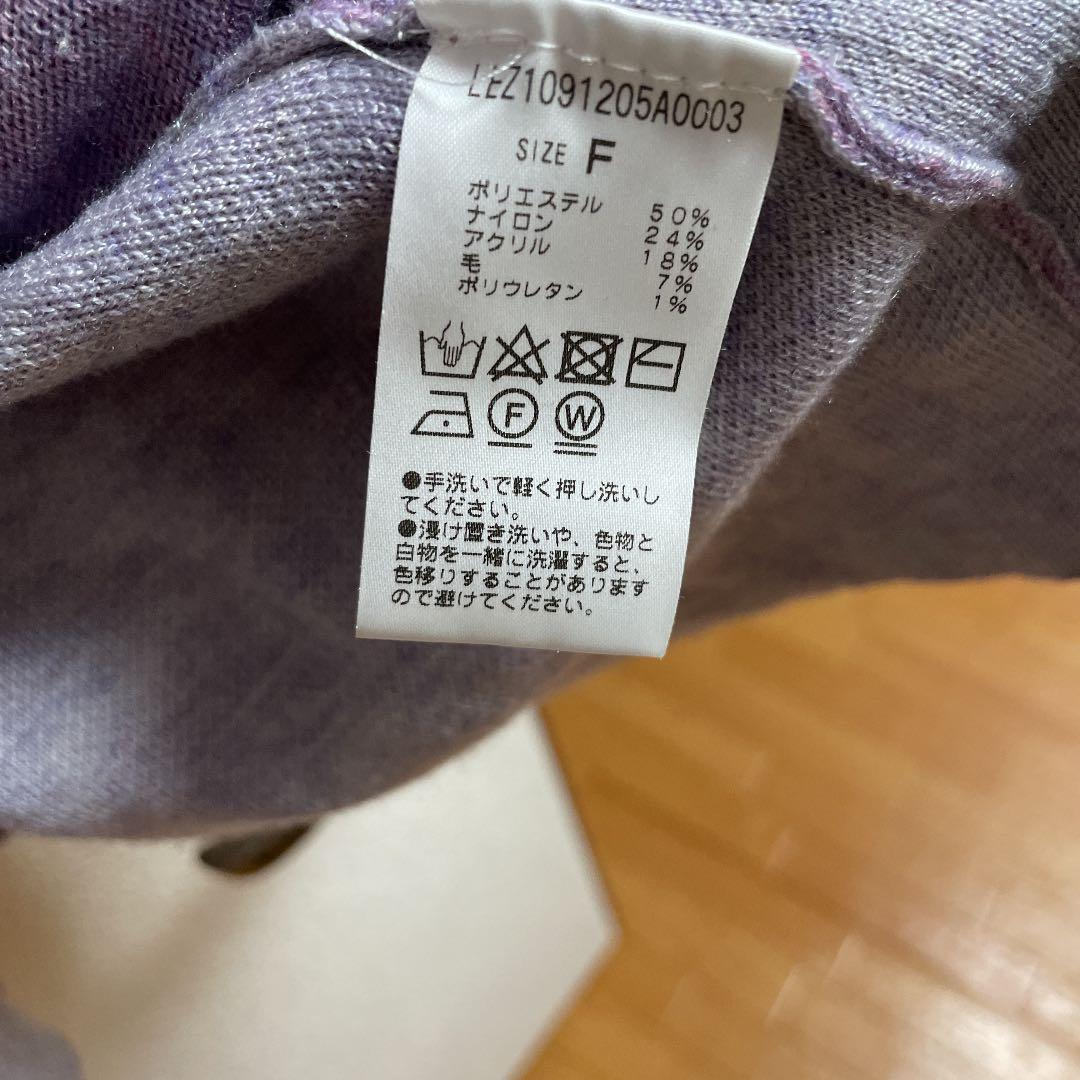 LEZ1091205A0003
SIZE F
ポリエステル 50%
ナイロン 24%
アクリル 18%
毛 7%
ポリウレタン 1%
F W
●手洗いで軽く押し洗いし
てください。
●浸け置き洗いや、色物と
白物を一緒に洗濯すると、
色移りすることがあります
ので避けてください。